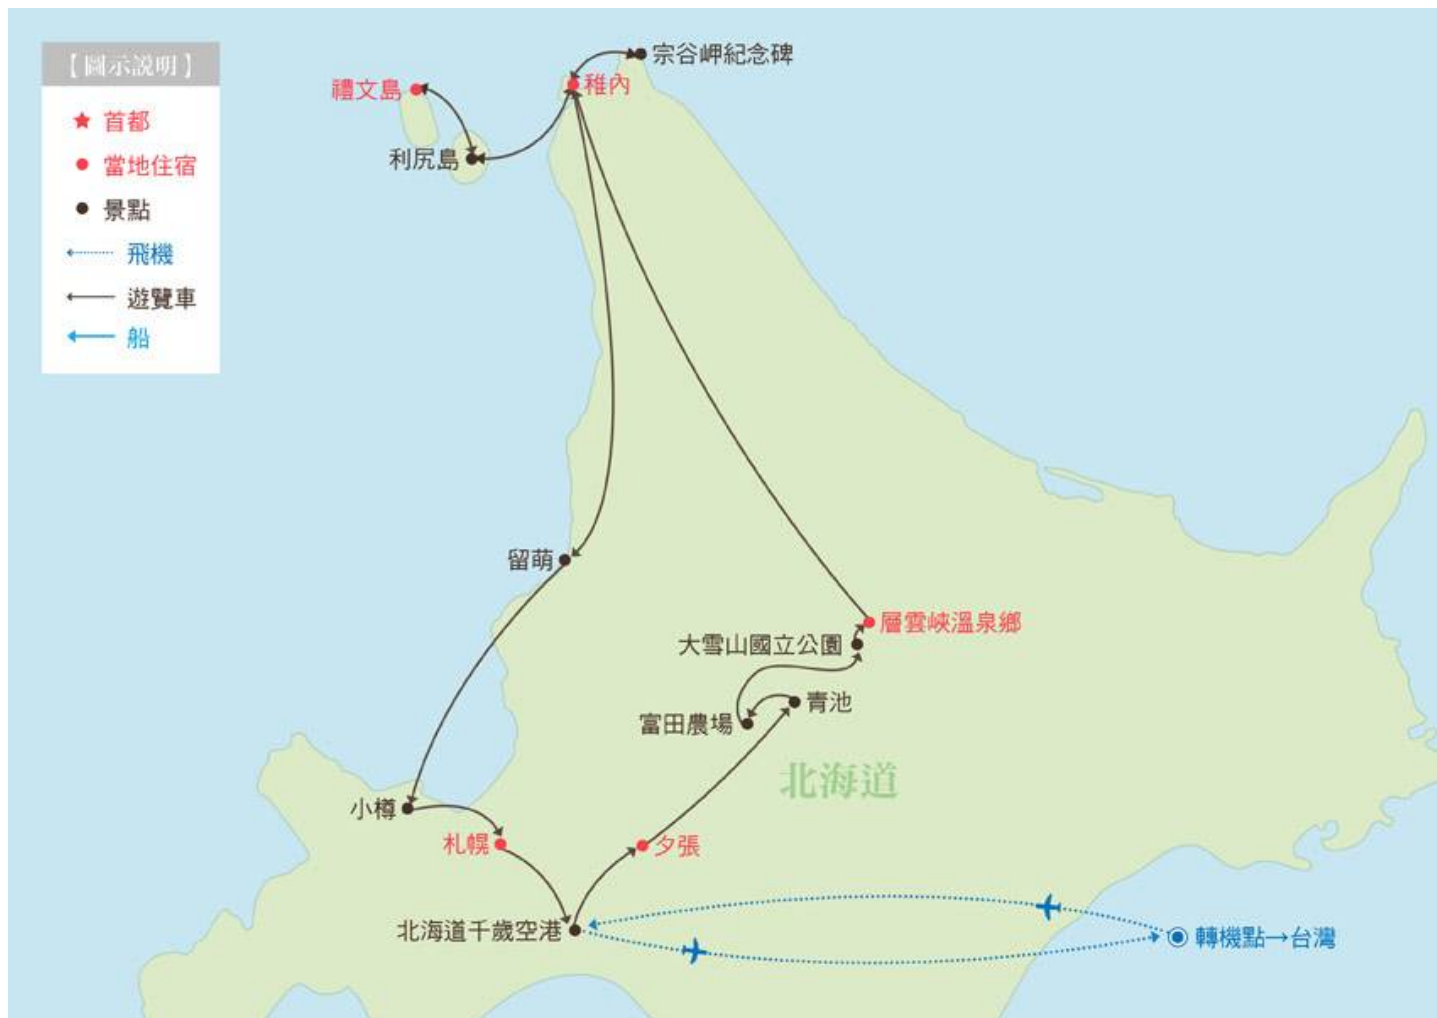 【圖示説明】
首都
當地住宿
景點
飛機
遊覽車
船
宗谷岬紀念碑
稚內
禮文島
利尻島
留萌
層雲峽溫泉鄉
大雪山國立公園
青池
富田農場
北海道
小樽
札幌
夕張
北海道千歲空港
轉機點→台灣